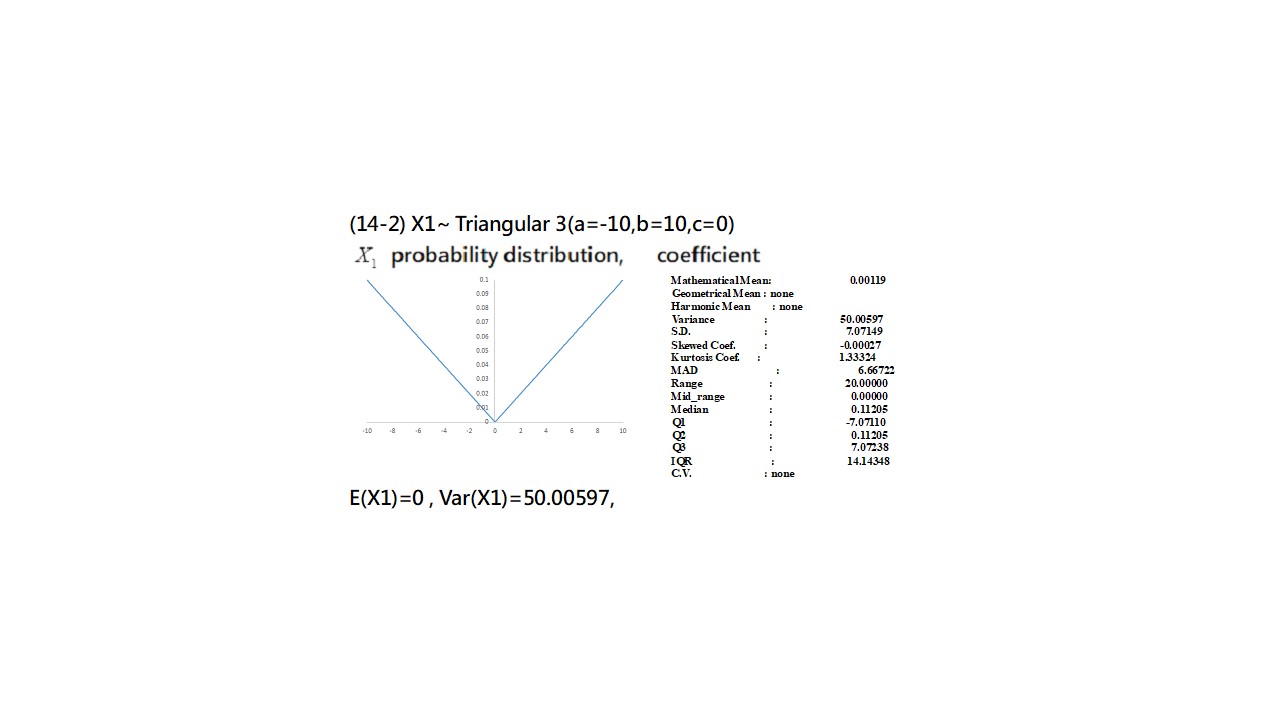 (14-2) X1~ Triangular 3(a=-10,b=10,c=0)
X1 probability distribution, coefficient
0.1
0.09
0.08
0.07
0.06
0.05
0.04
0.03
0.02
0.01
0
-10 -8 -6 -4 -2 0 2 4 6 8 10
Mathematical Mean: 0.00119
Geometrical Mean : none
Harmonic Mean : none
Variance : 50.00597
S.D. : 7.07149
Skewed Coef. : -0.00027
Kurtosis Coef. : 1.33324
MAD : 6.66722
Range : 20.00000
Mid_range : 0.00000
Median : 0.11205
Q1 : -7.07110
Q2 : 0.11205
Q3 : 7.07238
IQR : 14.14348
C.V. : none
E(X1)=0 , Var(X1)=50.00597,